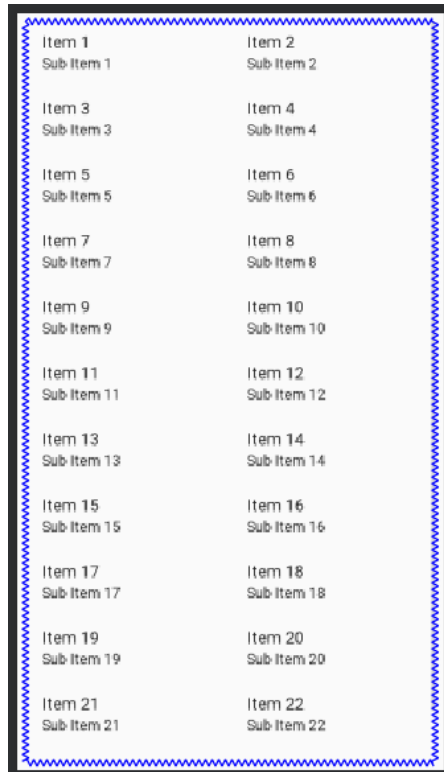 Item 1
Sub Item 1
Item 2
Sub Item 2
Item 3
Sub Item 3
Item 4
Sub Item 4
Item 5
Sub Item 5
Item 6
Sub Item 6
Item 7
Sub Item 7
Item 8
Sub Item 8
Item 9
Sub Item 9
Item 10
Sub Item 10
Item 11
Sub Item 11
Item 12
Sub Item 12
Item 13
Sub Item 13
Item 14
Sub Item 14
Item 15
Sub Item 15
Item 16
Sub Item 16
Item 17
Sub Item 17
Item 18
Sub Item 18
Item 19
Sub Item 19
Item 20
Sub Item 20
Item 21
Sub Item 21
Item 22
Sub Item 22